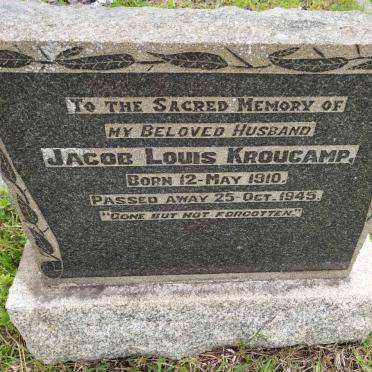 To the Sacred Memory of
my Beloved Husband
Jacob Louis Kroucamp.
Born 12-May 1910.
Passed away 25-Oct. 1945.
"Gone but not forgotten."